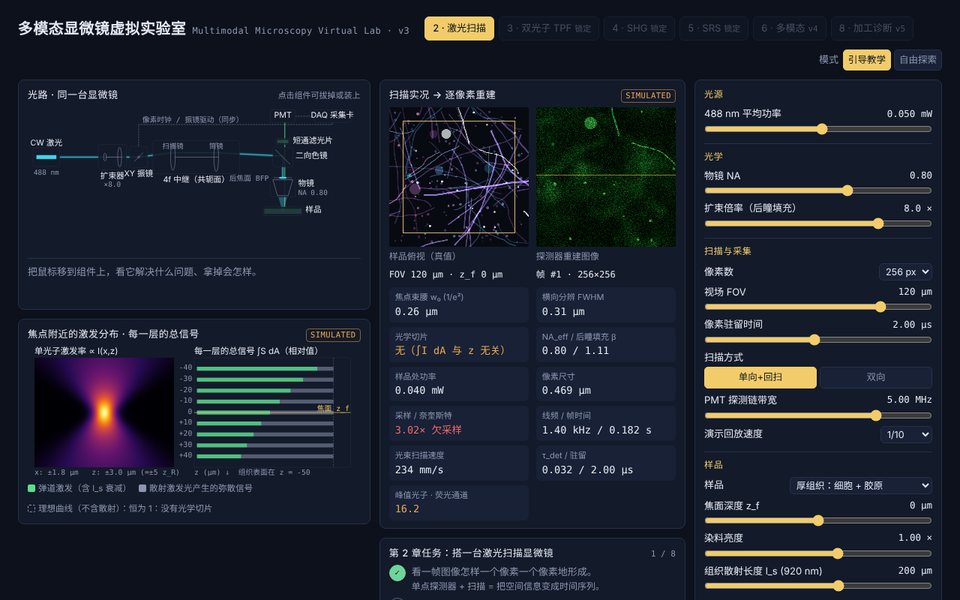 多模态显微镜虚拟实验室 Multimodal Microscopy Virtual Lab · v3
2 · 激光扫描
3 · 双光子 TPF 锁定
4 · SHG 锁定
5 · SRS 锁定
6 · 多模态 v4
8 · 加工诊断 v5
模式 引导教学 自由探索
光路 · 同一台显微镜
点击组件可拔掉或装上
像素时钟 / 振镜驱动（同步）
PMT
DAQ 采集卡
CW 激光
扫描镜
筒镜
短通滤光片
二向色镜
488 nm
扩束器
×8.0
XY 振镜
4f 中继（共轭面）
后焦面 BFP
物镜
NA 0.80
样品
把鼠标移到组件上，看它解决什么问题、拿掉会怎样。
焦点附近的激发分布 · 每一层的总信号
SIMULATED
单光子激发率 ∝ I(x,z)
每一层的总信号 ∫S dA（相对值）
-40
-30
-20
-10
0
+10
+20
+30
+40
焦面 z_f
x: ±1.8 μm z: ±3.0 μm (≈±5 z_R)
z (μm) ↓ 组织表面在 z = -50
弹道激发（含 l_s 衰减）
散射激发光产生的弥散信号
理想曲线（不含散射）：恒为 1：没有光学切片
扫描实况 → 逐像素重建
SIMULATED
样品俯视（真值）
探测器重建图像
FOV 120 μm · z_f 0 μm
帧 #1 · 256×256
焦点束腰 w₀ (1/e²)
0.26 μm
横向分辨 FWHM
0.31 μm
光学切片
无（∫I dA 与 z 无关）
NA_eff / 后瞳填充 β
0.80 / 1.11
样品处功率
0.040 mW
像素尺寸
0.469 μm
采样 / 奈奎斯特
3.02× 欠采样
线频 / 帧时间
1.40 kHz / 0.182 s
光束扫描速度
234 mm/s
τ_det / 驻留
0.032 / 2.00 μs
峰值光子 · 荧光通道
16.2
第 2 章任务：搭一台激光扫描显微镜
1 / 8
看一帧图像怎样一个像素一个像素地形成。
单点探测器 + 扫描 = 把空间信息变成时间序列。
光源
488 nm 平均功率
0.050 mW
光学
物镜 NA
0.80
扩束倍率（后瞳填充）
8.0 ×
扫描与采集
像素数
256 px
视场 FOV
120 μm
像素驻留时间
2.00 μs
扫描方式
单向+回扫
双向
PMT 探测链带宽
5.00 MHz
演示回放速度
1/10
样品
样品
厚组织：细胞 + 胶原
焦面深度 z_f
0 μm
染料亮度
1.00 ×
组织散射长度 l_s (920 nm)
200 μm